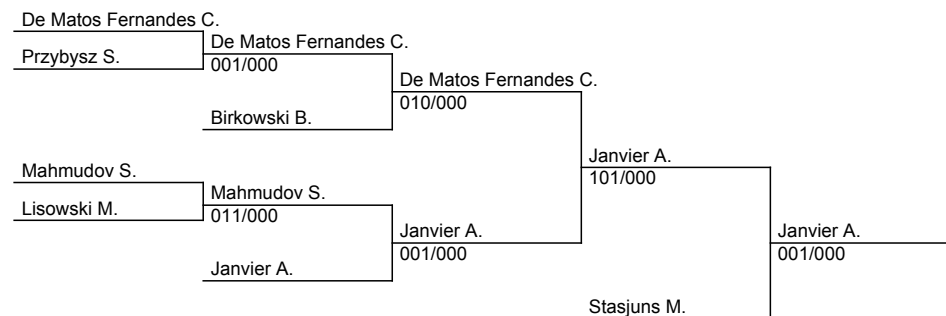 De Matos Fernandes C.
De Matos Fernandes C.
Przybysz S.
001/000
De Matos Fernandes C.
010/000
Birkowski B.
Janvier A.
Mahmudov S.
101/000
Mahmudov S.
Lisowski M.
011/000
Janvier A.
Janvier A.
001/000
001/000
Janvier A.
Stasjuns M.